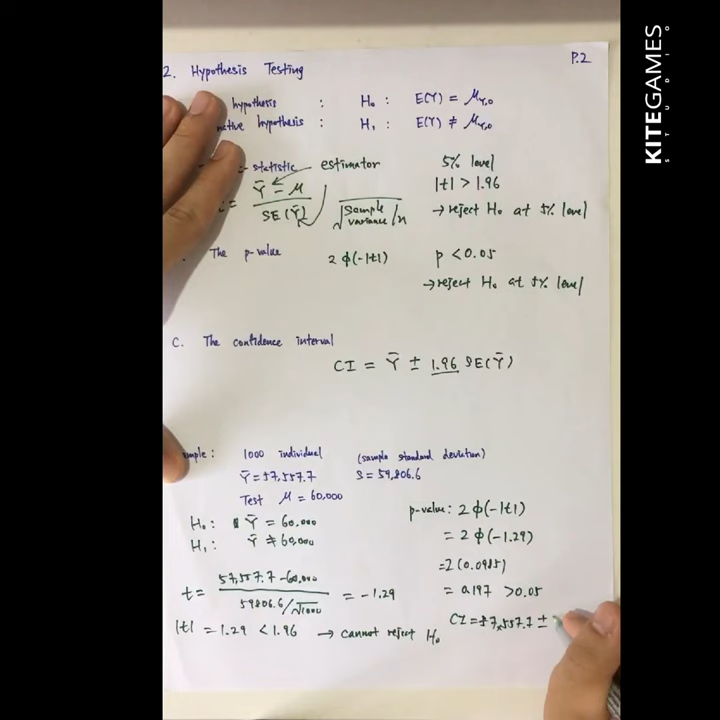 P.2
2. Hypothesis Testing
hypothesis : H₀ : E(Y) = μY,0
native hypothesis : H₁ : E(Y) ≠ μY,0
statistic estimator 5% level
= Ȳ - μ / SE(Ȳ) √sample variance/n |t| > 1.96
→ reject H₀ at 5% level
The p-value 2 Φ(-|t|) p < 0.05
→ reject H₀ at 5% level
C. The confidence interval
CI = Ȳ ± 1.96 SE(Ȳ)
mple: 1000 individual (sample standard deviation)
Ȳ = 57,557.7 S = 59,806.6
Test μ = 60,000
H₀: Ȳ = 60,000
H₁: Ȳ ≠ 60,000
t = 57,557.7 - 60,000 / 59806.6/√1000 = -1.29
|t| = 1.29 < 1.96 → cannot reject H₀
p-value: 2 Φ(-|t|)
= 2 Φ(-1.29)
= 2(0.0985)
= 0.197 > 0.05
CI = 57,557.7 ±
KITEGAMES
STUDIO